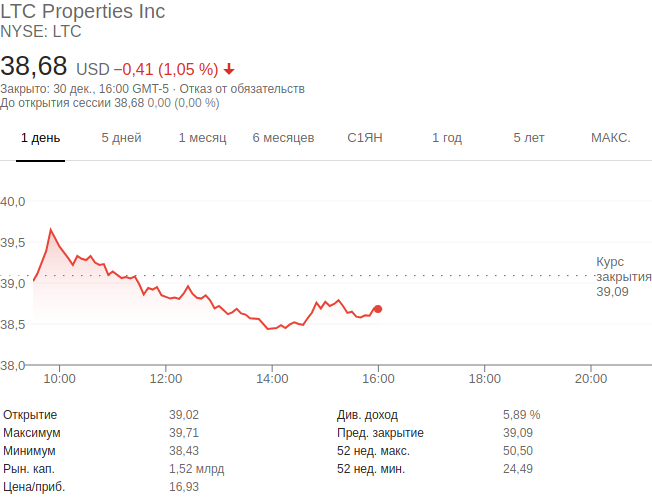 LTC Properties Inc
NYSE: LTC
38,68 USD −0,41 (1,05 %)
Закрыто: 30 дек., 16:00 GMT-5 · Отказ от обязательств
До открытия сессии 38,68 0,00 (0,00 %)
1 день 5 дней 1 месяц 6 месяцев С1ЯН 1 год 5 лет МАКС.
40,0
39,5
39,0
38,5
38,0
Курс
закрытия
39,09
10:00 12:00 14:00 16:00 18:00 20:00
Открытие 39,02 Див. доход 5,89 %
Максимум 39,71 Пред. закрытие 39,09
Минимум 38,43 52 нед. макс. 50,50
Рын. кап. 1,52 млрд 52 нед. мин. 24,49
Цена/приб. 16,93